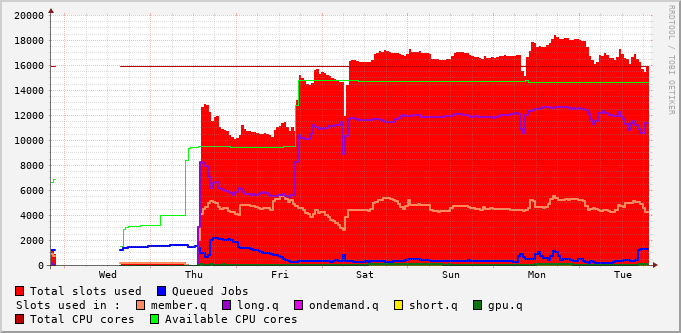 20000
18000
16000
14000
12000
10000
8000
6000
4000
2000
0
Wed Thu Fri Sat Sun Mon Tue
RRDTOOL / TOBI OETIKER
Total slots used Queued Jobs
Slots used in : member.q long.q ondemand.q short.q gpu.q
Total CPU cores Available CPU cores